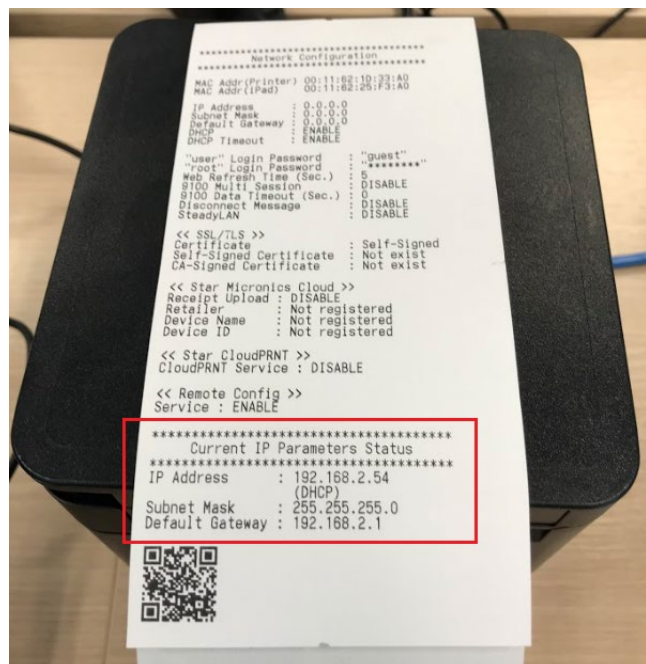 ************************************
Network Configuration
************************************
MAC Addr(Printer) 00:11:62:1D:33:A0
MAC Addr(iPad) 00:11:62:25:F3:A0
IP Address : 0.0.0.0
Subnet Mask : 0.0.0.0
Default Gateway : 0.0.0.0
DHCP : ENABLE
DHCP Timeout : ENABLE
"user" Login Password : "guest"
"root" Login Password : "********"
Web Refresh Time (Sec.) : 5
9100 Multi Session : DISABLE
9100 Data Timeout (Sec.) : 0
Disconnect Message : DISABLE
SteadyLAN : DISABLE
<< SSL/TLS >>
Certificate : Self-Signed
Self-Signed Certificate : Not exist
CA-Signed Certificate : Not exist
<< Star Micronics Cloud >>
Receipt Upload : DISABLE
Retailer : Not registered
Device Name : Not registered
Device ID : Not registered
<< Star CloudPRNT >>
CloudPRNT Service : DISABLE
<< Remote Config >>
Service : ENABLE
************************************
Current IP Parameters Status
************************************
IP Address : 192.168.2.54
(DHCP)
Subnet Mask : 255.255.255.0
Default Gateway : 192.168.2.1